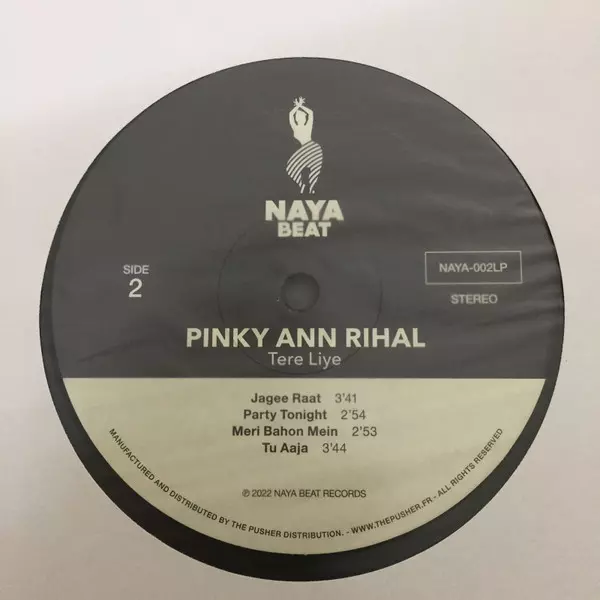 NAYA
BEAT
SIDE
2
NAYA-002LP
STEREO
PINKY ANN RIHAL
Tere Liye
Jagee Raat 3'41
Party Tonight 2'54
Meri Bahon Mein 2'53
Tu Aaja 3'44
℗ 2022 NAYA BEAT RECORDS
MANUFACTURED AND DISTRIBUTED BY THE PUSHER DISTRIBUTION. - WWW.THEPUSHER.FR - ALL RIGHTS RESERVED